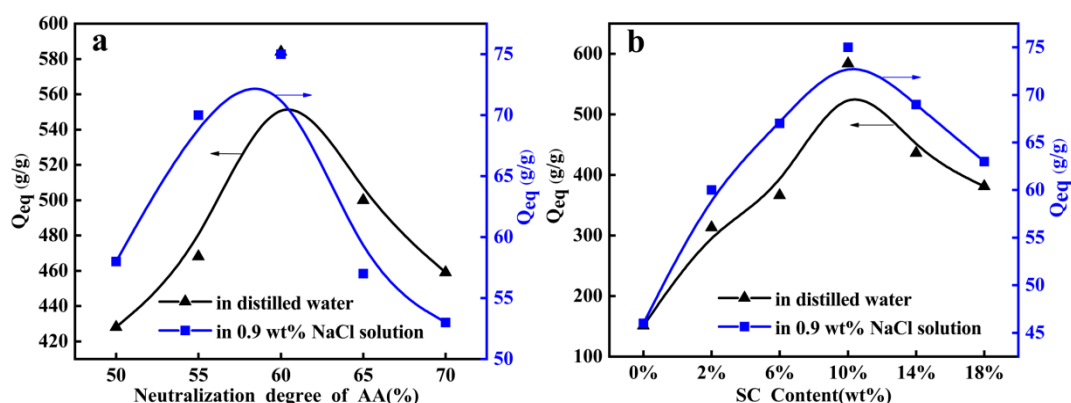 a
600
580
560
540
520
500
480
460
440
420
Qeq (g/g)
75
70
65
60
55
50
Qeq (g/g)
in distilled water
in 0.9 wt% NaCl solution
50 55 60 65 70
Neutralization degree of AA(%)
b
600
500
400
300
200
100
Qeq (g/g)
75
70
65
60
55
50
45
Qeq (g/g)
in distilled water
in 0.9 wt% NaCl solution
0% 2% 6% 10% 14% 18%
SC Content(wt%)